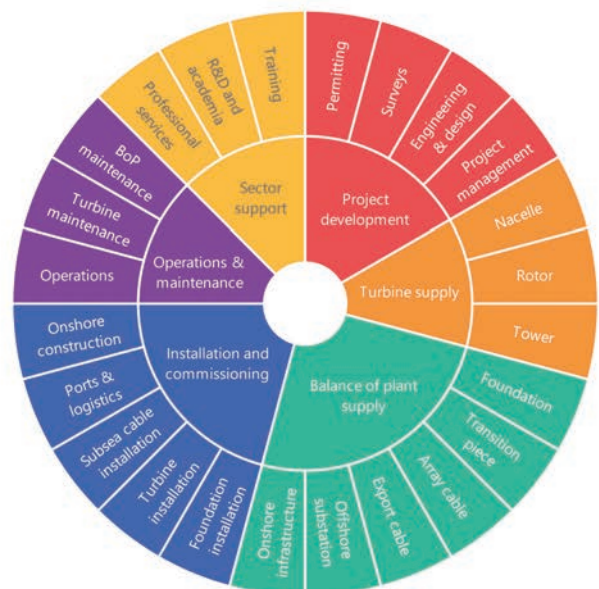 Project
development
Permitting
Surveys
Engineering
& design
Project
management
Turbine supply
Nacelle
Rotor
Tower
Balance of plant
supply
Foundation
Transition
piece
Array cable
Export cable
Offshore
substation
Onshore
infrastructure
Installation and
commissioning
Foundation
installation
Turbine
installation
Subsea cable
installation
Ports &
logistics
Onshore
construction
Operations &
maintenance
Operations
Turbine
maintenance
BoP
maintenance
Sector
support
Professional
services
R&D and
academia
Training